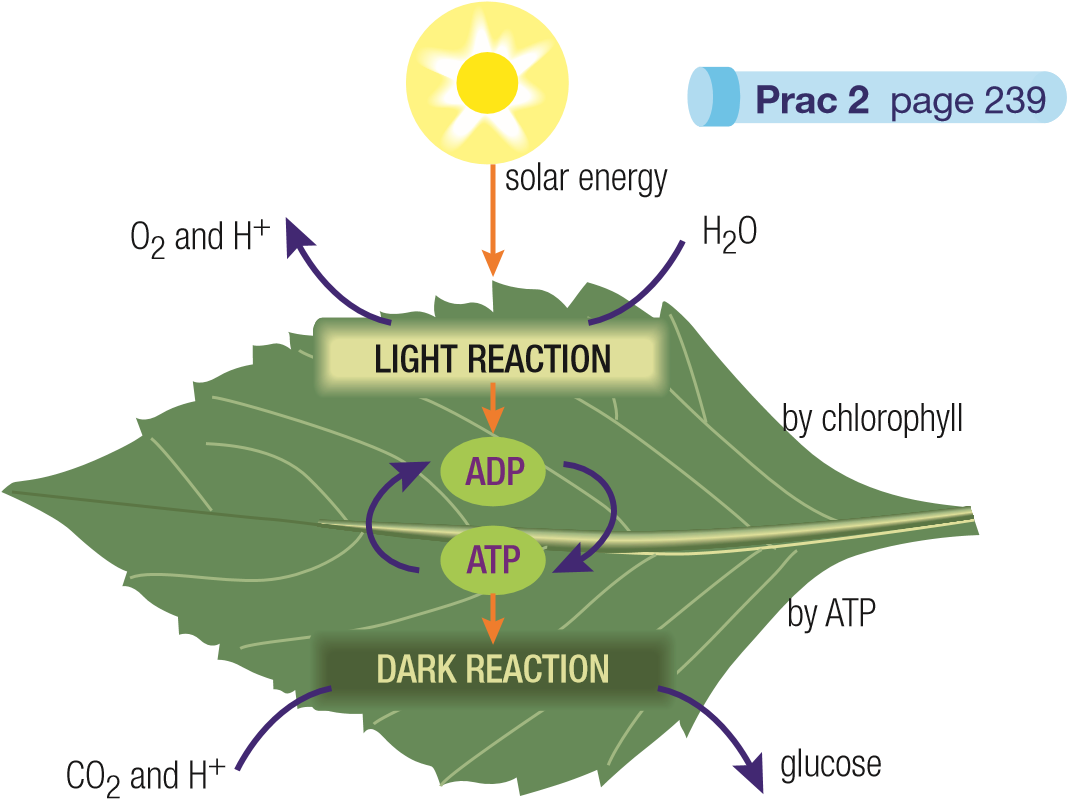 Prac 2 page 239
solar energy
O₂ and H⁺
H₂O
LIGHT REACTION
by chlorophyll
ADP
ATP
by ATP
DARK REACTION
CO₂ and H⁺
glucose